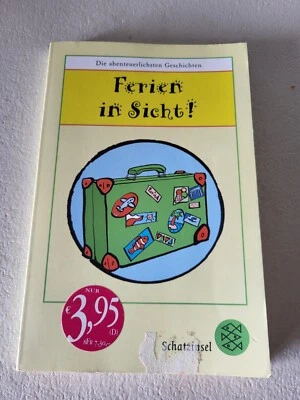 Die abenteuerlichsten Geschichten
Ferien
in Sicht!
NUR
€ 3,95
(D)
Schatzinsel